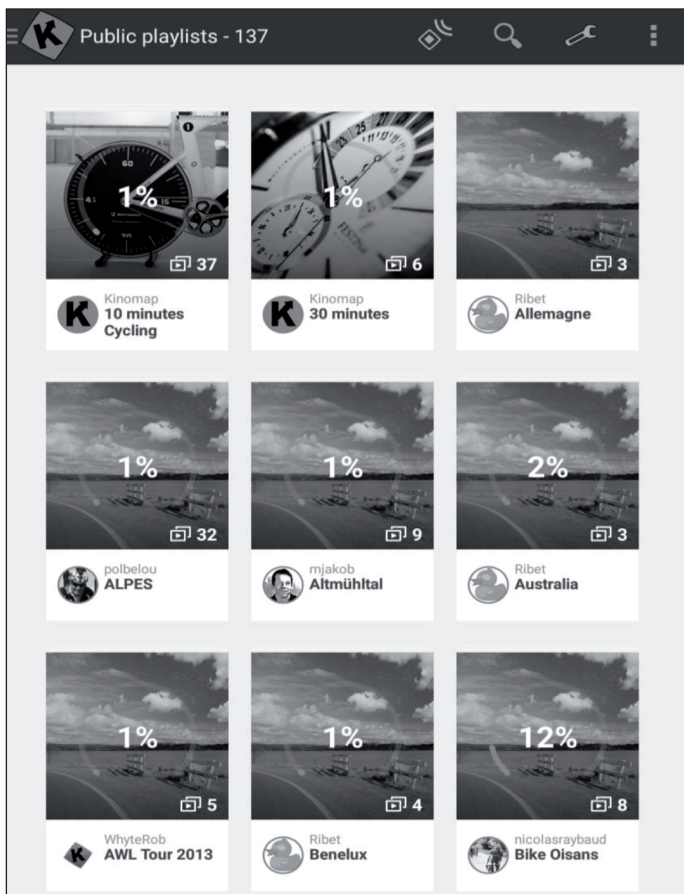 Public playlists - 137
1%
37
Kinomap
10 minutes
Cycling
1%
6
Kinomap
30 minutes
3
Ribet
Allemagne
1%
32
polbelou
ALPES
1%
9
mjakob
Altmühltal
2%
3
Ribet
Australia
1%
5
WhyteRob
AWL Tour 2013
1%
4
Ribet
Benelux
12%
8
nicolasraybaud
Bike Oisans